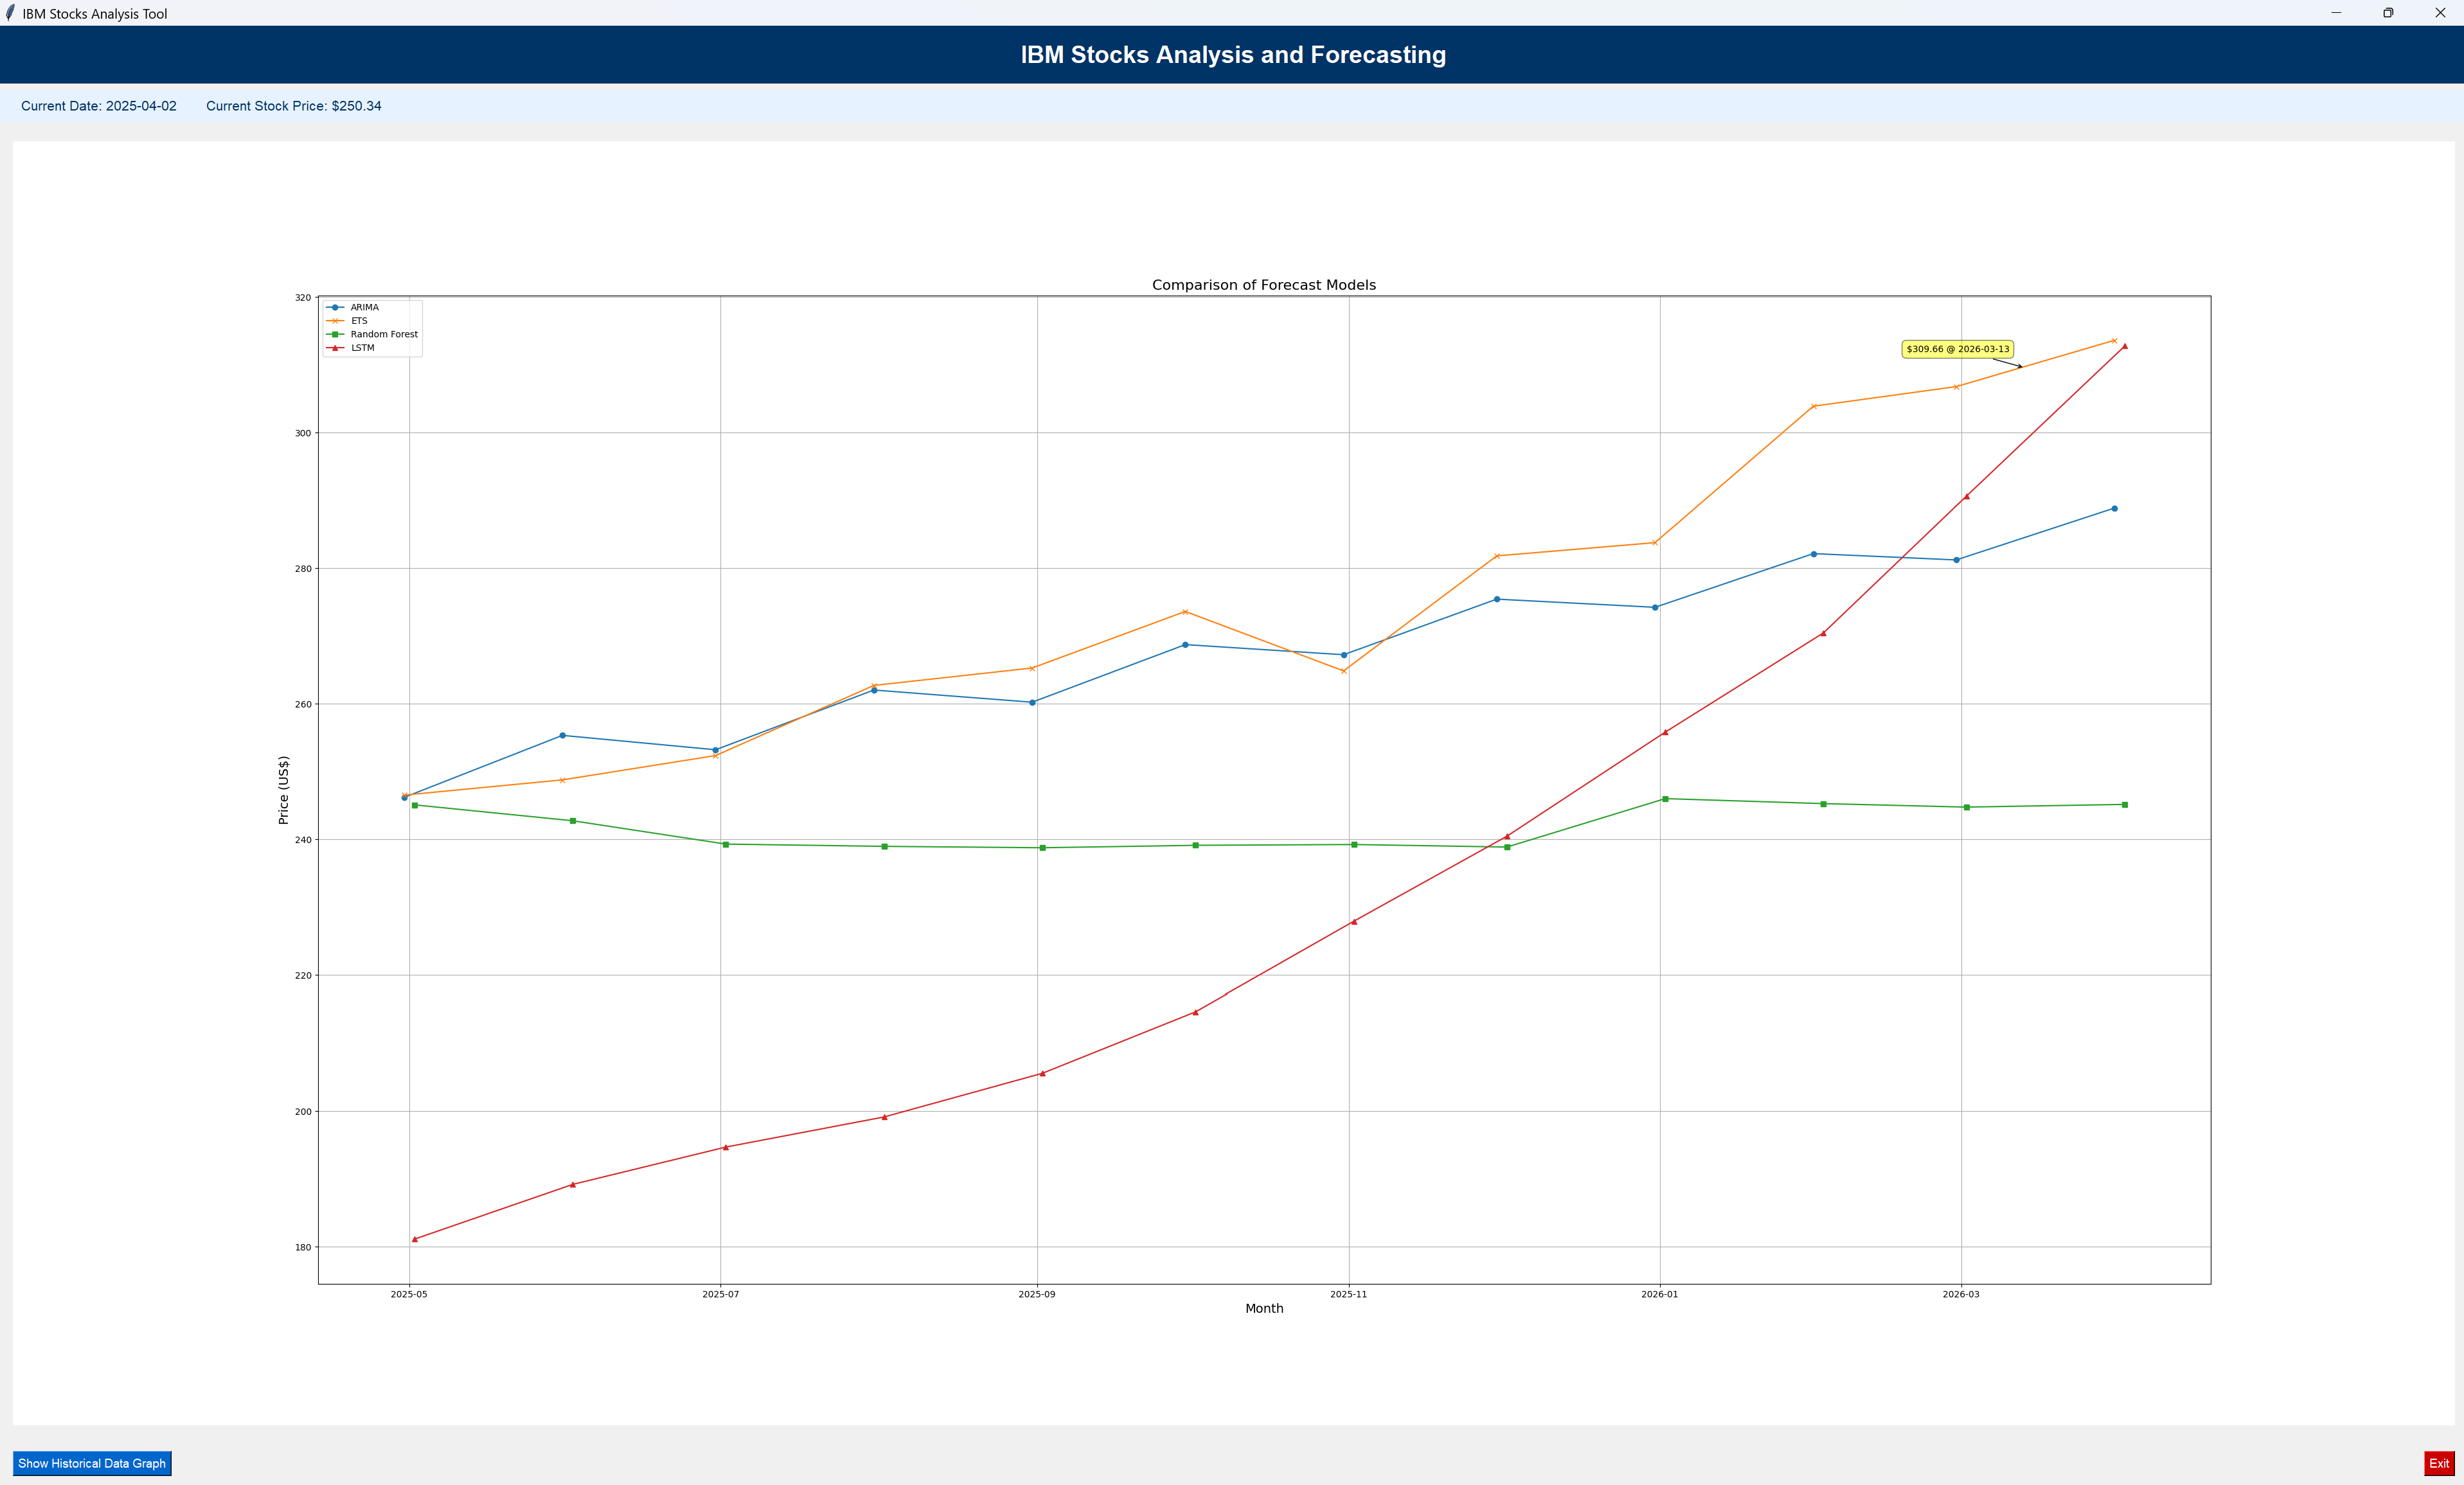 IBM Stocks Analysis Tool
IBM Stocks Analysis and Forecasting
Current Date: 2025-04-02 Current Stock Price: $250.34
Comparison of Forecast Models
320
300
280
260
240
220
200
180
Price (US$)
ARIMA
ETS
Random Forest
LSTM
$309.66 @ 2026-03-13
2025-05 2025-07 2025-09 2025-11 2026-01 2026-03
Month
Show Historical Data Graph Exit